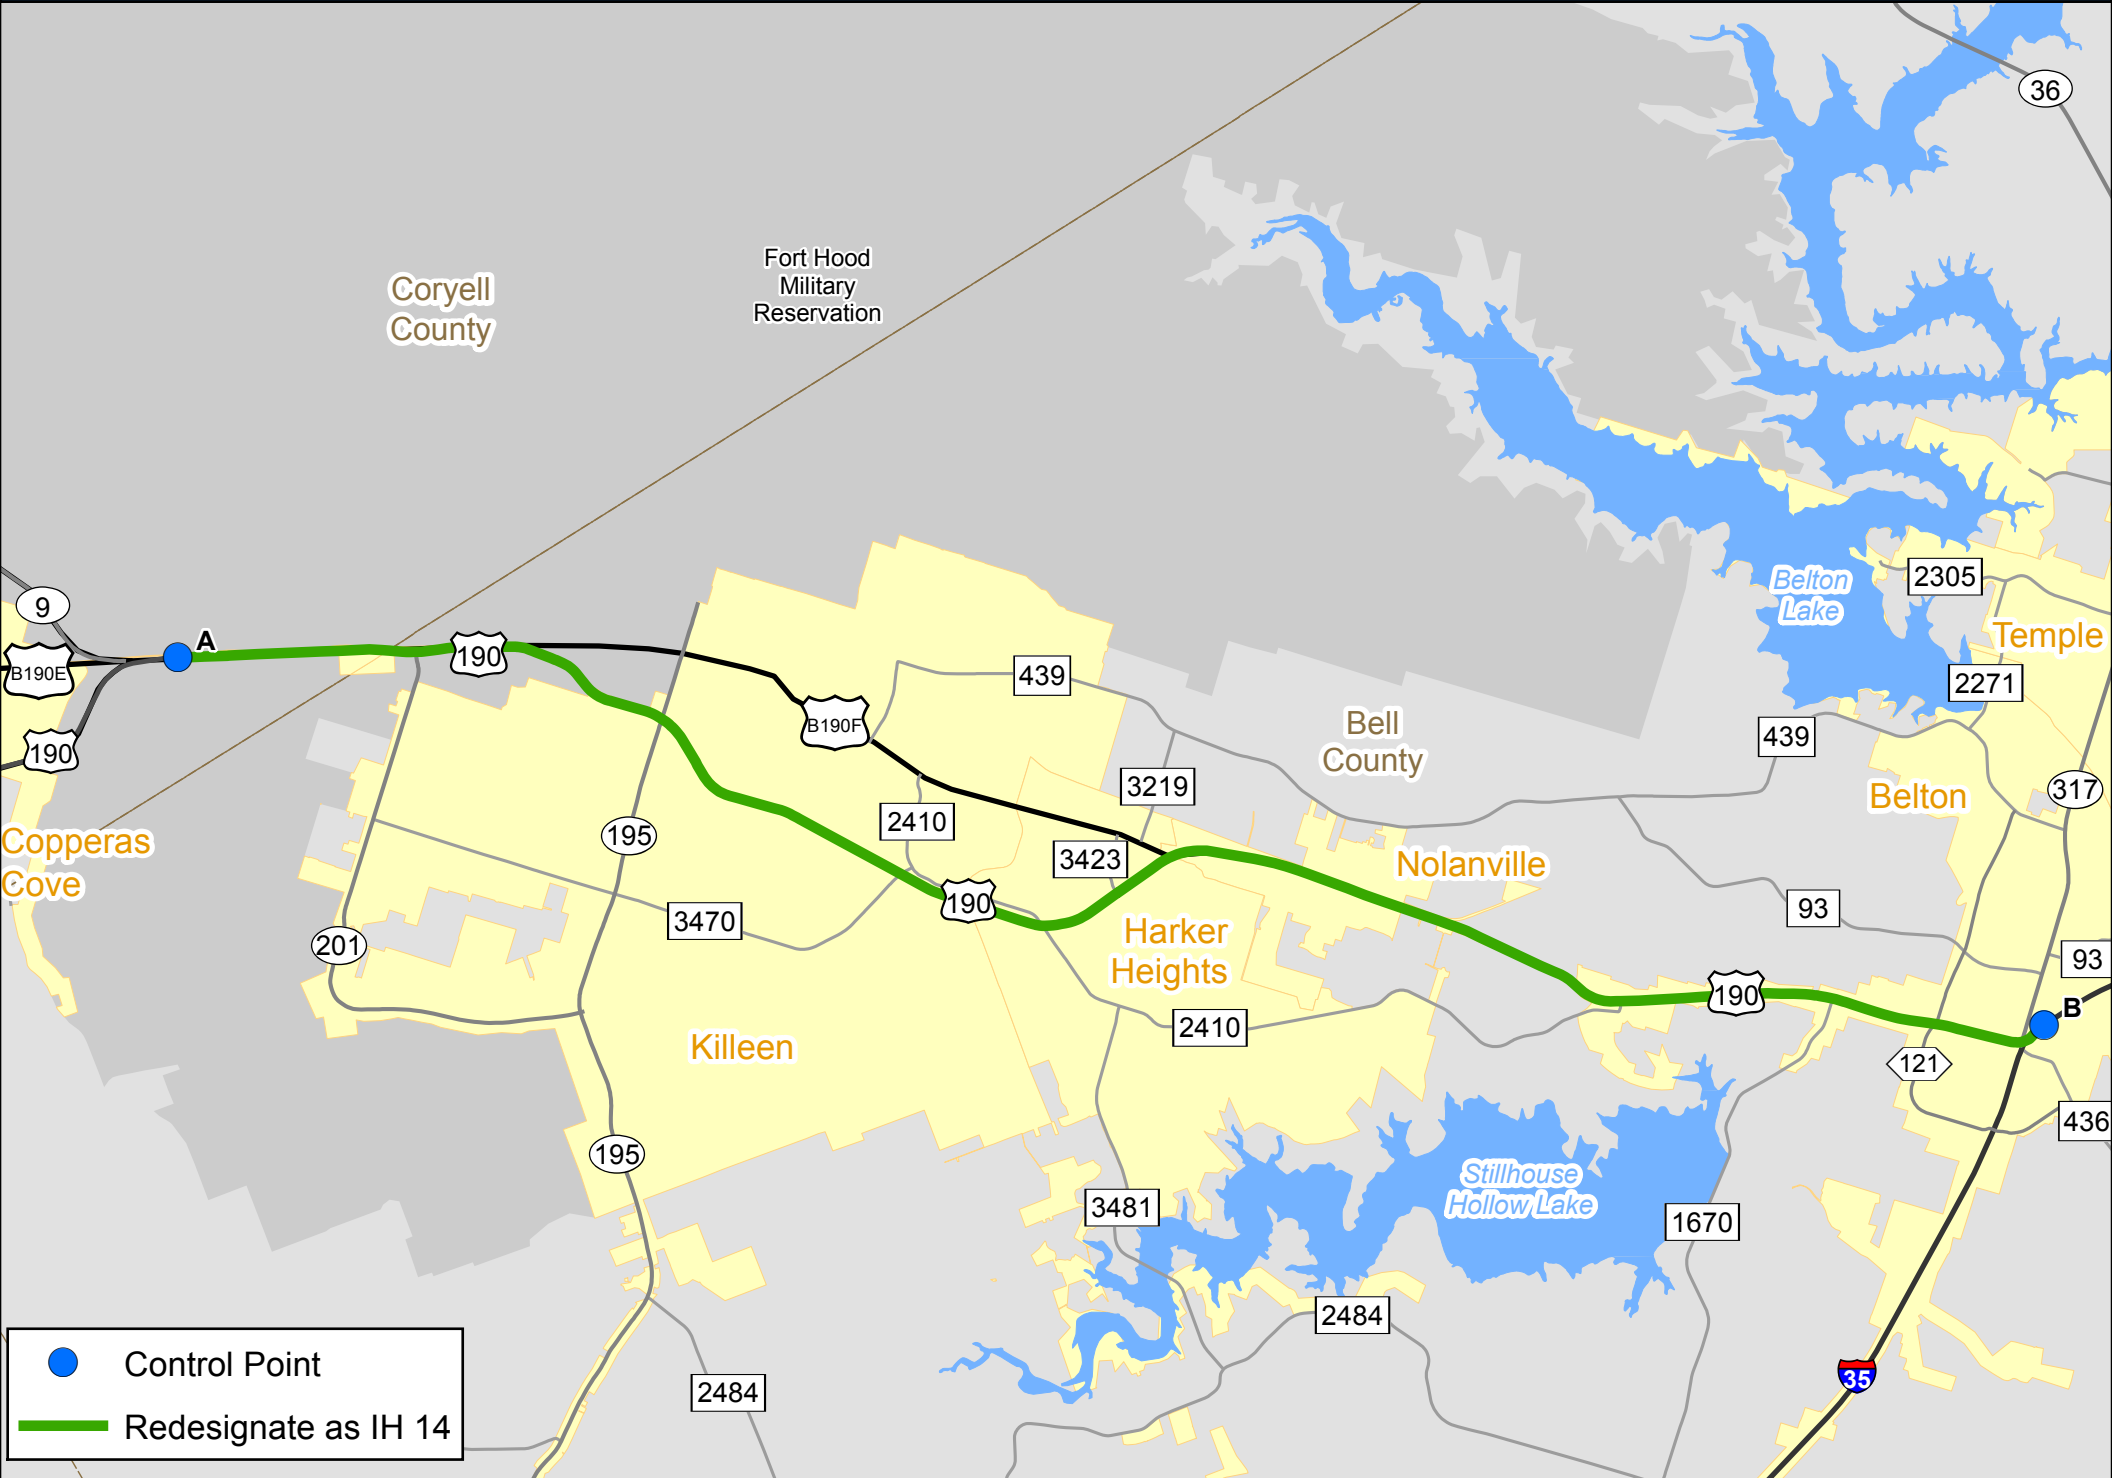 36
Fort Hood
Military
Reservation
Coryell
County
Belton
Lake
2305
9
Temple
A
190
B190E
439
2271
B190F
Bell
County
439
190
3219
317
Belton
2410
195
Copperas
Cove
3423
Nolanville
190
93
3470
Harker
Heights
201
93
190
B
2410
Killeen
121
436
195
Stillhouse
Hollow Lake
3481
1670
2484
Control Point
35
2484
Redesignate as IH 14